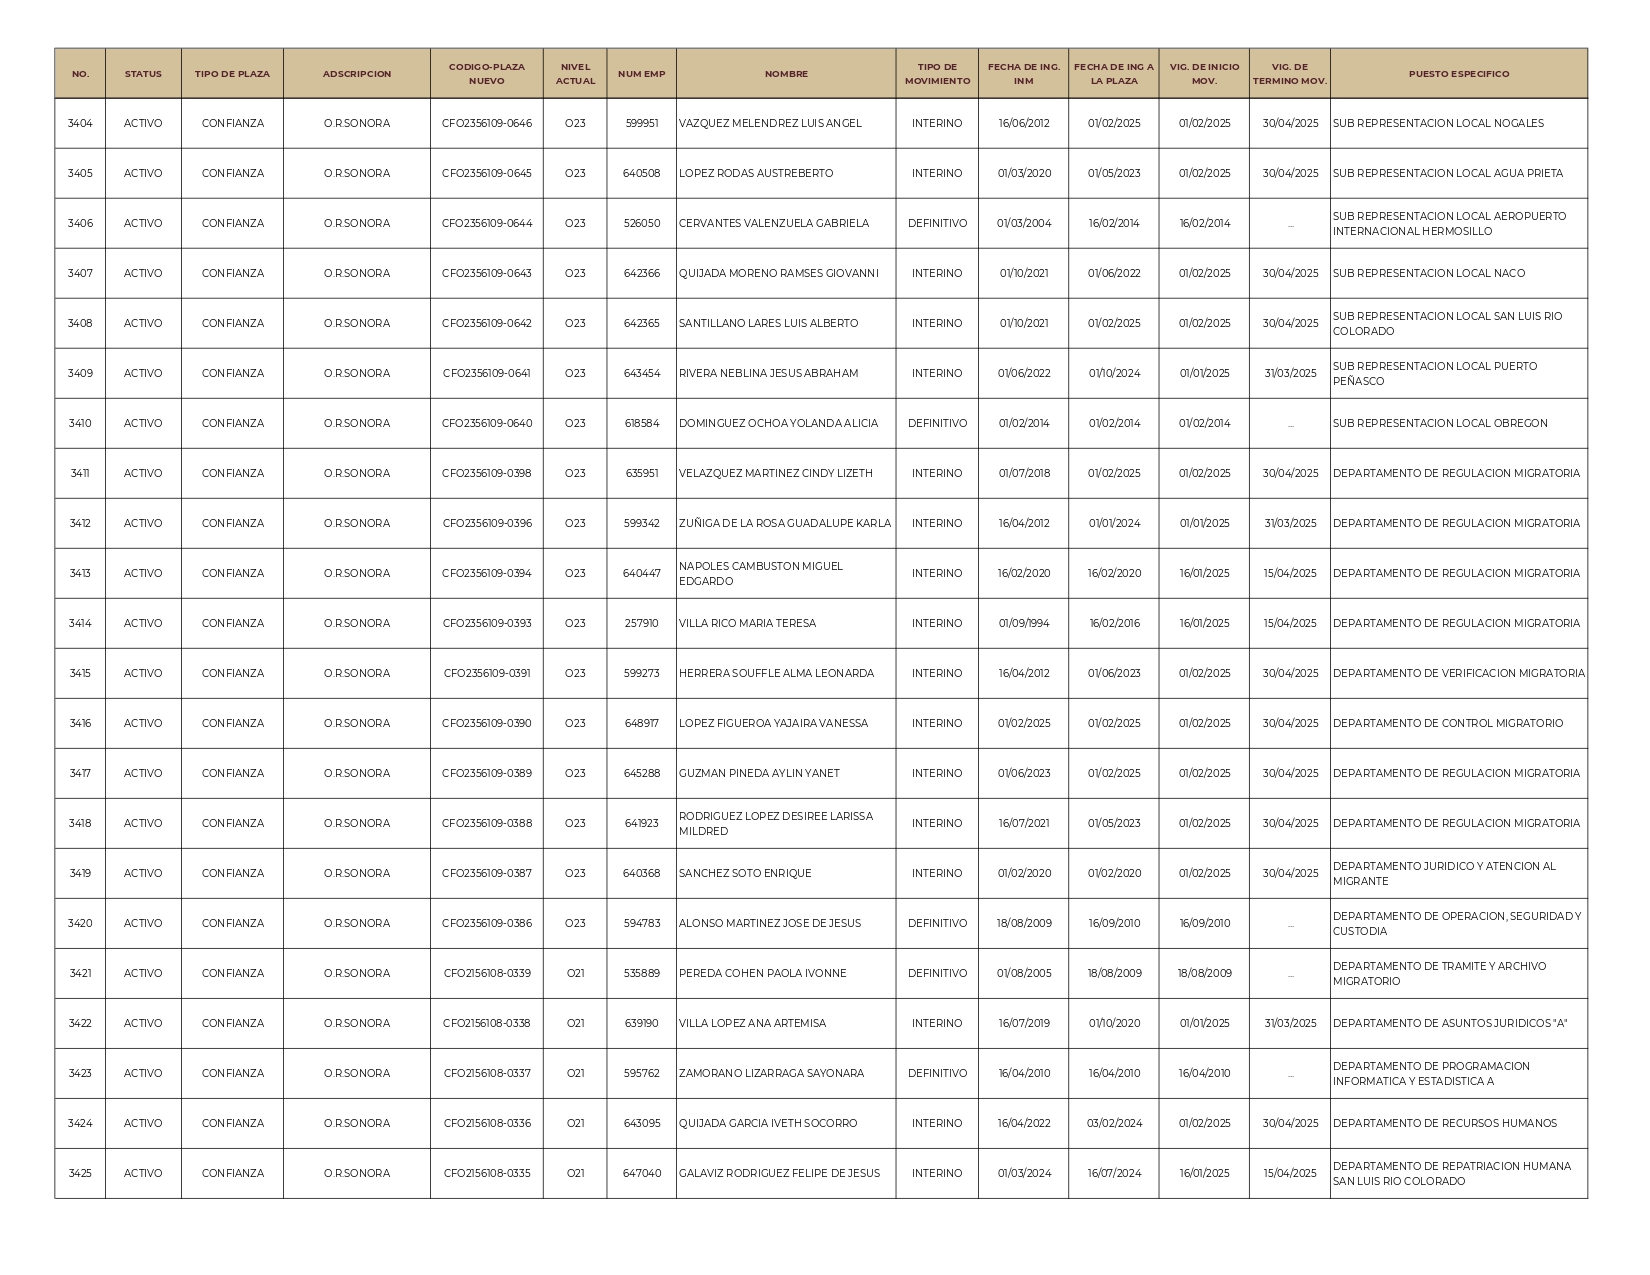 NO. STATUS TIPO DE PLAZA ADSCRIPCION CODIGO-PLAZA NUEVO NIVEL ACTUAL NUM EMP NOMBRE TIPO DE MOVIMIENTO FECHA DE ING. INM FECHA DE ING A LA PLAZA VIG. DE INICIO MOV. VIG. DE TERMINO MOV. PUESTO ESPECIFICO
3404 ACTIVO CONFIANZA O.R.SONORA CFO2356109-0646 O23 599951 VAZQUEZ MELENDREZ LUIS ANGEL INTERINO 16/06/2012 01/02/2025 01/02/2025 30/04/2025 SUB REPRESENTACION LOCAL NOGALES
3405 ACTIVO CONFIANZA O.R.SONORA CFO2356109-0645 O23 640508 LOPEZ RODAS AUSTREBERTO INTERINO 01/03/2020 01/05/2023 01/02/2025 30/04/2025 SUB REPRESENTACION LOCAL AGUA PRIETA
3406 ACTIVO CONFIANZA O.R.SONORA CFO2356109-0644 O23 526050 CERVANTES VALENZUELA GABRIELA DEFINITIVO 01/03/2004 16/02/2014 16/02/2014 ... SUB REPRESENTACION LOCAL AEROPUERTO INTERNACIONAL HERMOSILLO
3407 ACTIVO CONFIANZA O.R.SONORA CFO2356109-0643 O23 642366 QUIJADA MORENO RAMSES GIOVANNI INTERINO 01/10/2021 01/06/2022 01/02/2025 30/04/2025 SUB REPRESENTACION LOCAL NACO
3408 ACTIVO CONFIANZA O.R.SONORA CFO2356109-0642 O23 642365 SANTILLANO LARES LUIS ALBERTO INTERINO 01/10/2021 01/02/2025 01/02/2025 30/04/2025 SUB REPRESENTACION LOCAL SAN LUIS RIO COLORADO
3409 ACTIVO CONFIANZA O.R.SONORA CFO2356109-0641 O23 643454 RIVERA NEBLINA JESUS ABRAHAM INTERINO 01/06/2022 01/10/2024 01/01/2025 31/03/2025 SUB REPRESENTACION LOCAL PUERTO PEÑASCO
3410 ACTIVO CONFIANZA O.R.SONORA CFO2356109-0640 O23 618584 DOMINGUEZ OCHOA YOLANDA ALICIA DEFINITIVO 01/02/2014 01/02/2014 01/02/2014 ... SUB REPRESENTACION LOCAL OBREGON
3411 ACTIVO CONFIANZA O.R.SONORA CFO2356109-0398 O23 635951 VELAZQUEZ MARTINEZ CINDY LIZETH INTERINO 01/07/2018 01/02/2025 01/02/2025 30/04/2025 DEPARTAMENTO DE REGULACION MIGRATORIA
3412 ACTIVO CONFIANZA O.R.SONORA CFO2356109-0396 O23 599342 ZUÑIGA DE LA ROSA GUADALUPE KARLA INTERINO 16/04/2012 01/01/2024 01/01/2025 31/03/2025 DEPARTAMENTO DE REGULACION MIGRATORIA
3413 ACTIVO CONFIANZA O.R.SONORA CFO2356109-0394 O23 640447 NAPOLES CAMBUSTON MIGUEL EDGARDO INTERINO 16/02/2020 16/02/2020 16/01/2025 15/04/2025 DEPARTAMENTO DE REGULACION MIGRATORIA
3414 ACTIVO CONFIANZA O.R.SONORA CFO2356109-0393 O23 257910 VILLA RICO MARIA TERESA INTERINO 01/09/1994 16/02/2016 16/01/2025 15/04/2025 DEPARTAMENTO DE REGULACION MIGRATORIA
3415 ACTIVO CONFIANZA O.R.SONORA CFO2356109-0391 O23 599273 HERRERA SOUFFLE ALMA LEONARDA INTERINO 16/04/2012 01/06/2023 01/02/2025 30/04/2025 DEPARTAMENTO DE VERIFICACION MIGRATORIA
3416 ACTIVO CONFIANZA O.R.SONORA CFO2356109-0390 O23 648917 LOPEZ FIGUEROA YAJAIRA VANESSA INTERINO 01/02/2025 01/02/2025 01/02/2025 30/04/2025 DEPARTAMENTO DE CONTROL MIGRATORIO
3417 ACTIVO CONFIANZA O.R.SONORA CFO2356109-0389 O23 645288 GUZMAN PINEDA AYLIN YANET INTERINO 01/06/2023 01/02/2025 01/02/2025 30/04/2025 DEPARTAMENTO DE REGULACION MIGRATORIA
3418 ACTIVO CONFIANZA O.R.SONORA CFO2356109-0388 O23 641923 RODRIGUEZ LOPEZ DESIREE LARISSA MILDRED INTERINO 16/07/2021 01/05/2023 01/02/2025 30/04/2025 DEPARTAMENTO DE REGULACION MIGRATORIA
3419 ACTIVO CONFIANZA O.R.SONORA CFO2356109-0387 O23 640368 SANCHEZ SOTO ENRIQUE INTERINO 01/02/2020 01/02/2020 01/02/2025 30/04/2025 DEPARTAMENTO JURIDICO Y ATENCION AL MIGRANTE
3420 ACTIVO CONFIANZA O.R.SONORA CFO2356109-0386 O23 594783 ALONSO MARTINEZ JOSE DE JESUS DEFINITIVO 18/08/2009 16/09/2010 16/09/2010 ... DEPARTAMENTO DE OPERACION, SEGURIDAD Y CUSTODIA
3421 ACTIVO CONFIANZA O.R.SONORA CFO2156108-0339 O21 535889 PEREDA COHEN PAOLA IVONNE DEFINITIVO 01/08/2005 18/08/2009 18/08/2009 ... DEPARTAMENTO DE TRAMITE Y ARCHIVO MIGRATORIO
3422 ACTIVO CONFIANZA O.R.SONORA CFO2156108-0338 O21 639190 VILLA LOPEZ ANA ARTEMISA INTERINO 16/07/2019 01/10/2020 01/01/2025 31/03/2025 DEPARTAMENTO DE ASUNTOS JURIDICOS "A"
3423 ACTIVO CONFIANZA O.R.SONORA CFO2156108-0337 O21 595762 ZAMORANO LIZARRAGA SAYONARA DEFINITIVO 16/04/2010 16/04/2010 16/04/2010 ... DEPARTAMENTO DE PROGRAMACION INFORMATICA Y ESTADISTICA A
3424 ACTIVO CONFIANZA O.R.SONORA CFO2156108-0336 O21 643095 QUIJADA GARCIA IVETH SOCORRO INTERINO 16/04/2022 03/02/2024 01/02/2025 30/04/2025 DEPARTAMENTO DE RECURSOS HUMANOS
3425 ACTIVO CONFIANZA O.R.SONORA CFO2156108-0335 O21 647040 GALAVIZ RODRIGUEZ FELIPE DE JESUS INTERINO 01/03/2024 16/07/2024 16/01/2025 15/04/2025 DEPARTAMENTO DE REPATRIACION HUMANA SAN LUIS RIO COLORADO